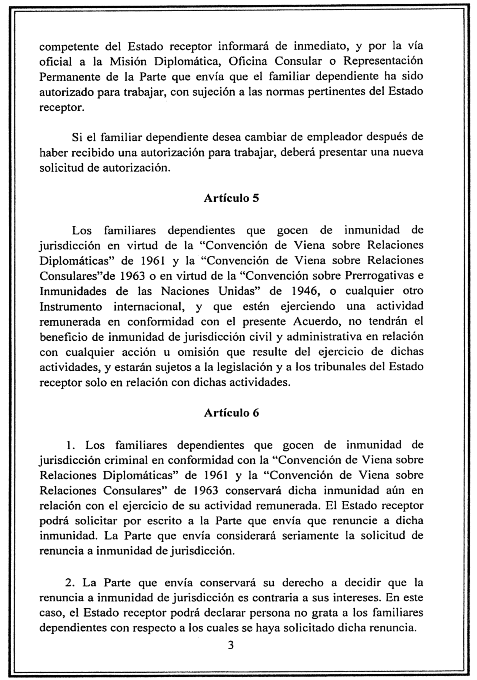 competente del Estado receptor informará de inmediato, y por la vía
oficial a la Misión Diplomática, Oficina Consular o Representación
Permanente de la Parte que envía que el familiar dependiente ha sido
autorizado para trabajar, con sujeción a las normas pertinentes del Estado
receptor.
Si el familiar dependiente desea cambiar de empleador después de
haber recibido una autorización para trabajar, deberá presentar una nueva
solicitud de autorización.
Artículo 5
Los familiares dependientes que gocen de inmunidad de
jurisdicción en virtud de la “Convención de Viena sobre Relaciones
Diplomáticas” de 1961 y la “Convención de Viena sobre Relaciones
Consulares”de 1963 o en virtud de la “Convención sobre Prerrogativas e
Inmunidades de las Naciones Unidas” de 1946, o cualquier otro
Instrumento internacional, y que estén ejerciendo una actividad
remunerada en conformidad con el presente Acuerdo, no tendrán el
beneficio de inmunidad de jurisdicción civil y administrativa en relación
con cualquier acción u omisión que resulte del ejercicio de dichas
actividades, y estarán sujetos a la legislación y a los tribunales del Estado
receptor solo en relación con dichas actividades.
Artículo 6
1. Los familiares dependientes que gocen de inmunidad de
jurisdicción criminal en conformidad con la “Convención de Viena sobre
Relaciones Diplomáticas” de 1961 y la “Convención de Viena sobre
Relaciones Consulares” de 1963 conservará dicha inmunidad aún en
relación con el ejercicio de su actividad remunerada. El Estado receptor
podrá solicitar por escrito a la Parte que envía que renuncie a dicha
inmunidad. La Parte que envía considerará seriamente la solicitud de
renuncia a inmunidad de jurisdicción.
2. La Parte que envía conservará su derecho a decidir que la
renuncia a inmunidad de jurisdicción es contraria a sus intereses. En este
caso, el Estado receptor podrá declarar persona no grata a los familiares
dependientes con respecto a los cuales se haya solicitado dicha renuncia.
3